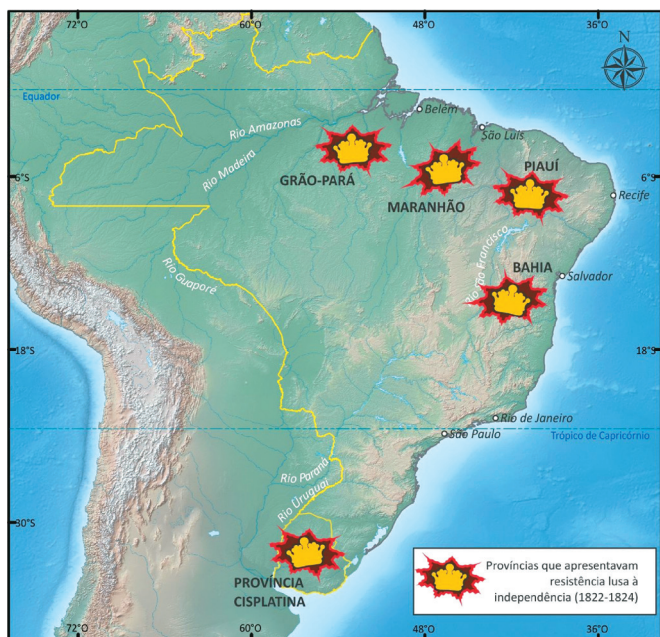 72°O
60°O
48°O
36°O
N
Equador
Belém
Rio Amazonas
São Luís
Rio Madeira
GRÃO-PARÁ
MARANHÃO
PIAUÍ
6°S
6°S
Recife
Rio São Francisco
BAHIA
Salvador
Rio Guaporé
18°S
18°S
Rio de Janeiro
São Paulo
Trópico de Capricórnio
Rio Paraná
Rio Uruguai
30°S
PROVÍNCIA
CISPLATINA
Províncias que apresentavam
resistência lusa à
independência (1822-1824)
72°O
60°O
48°O
36°O